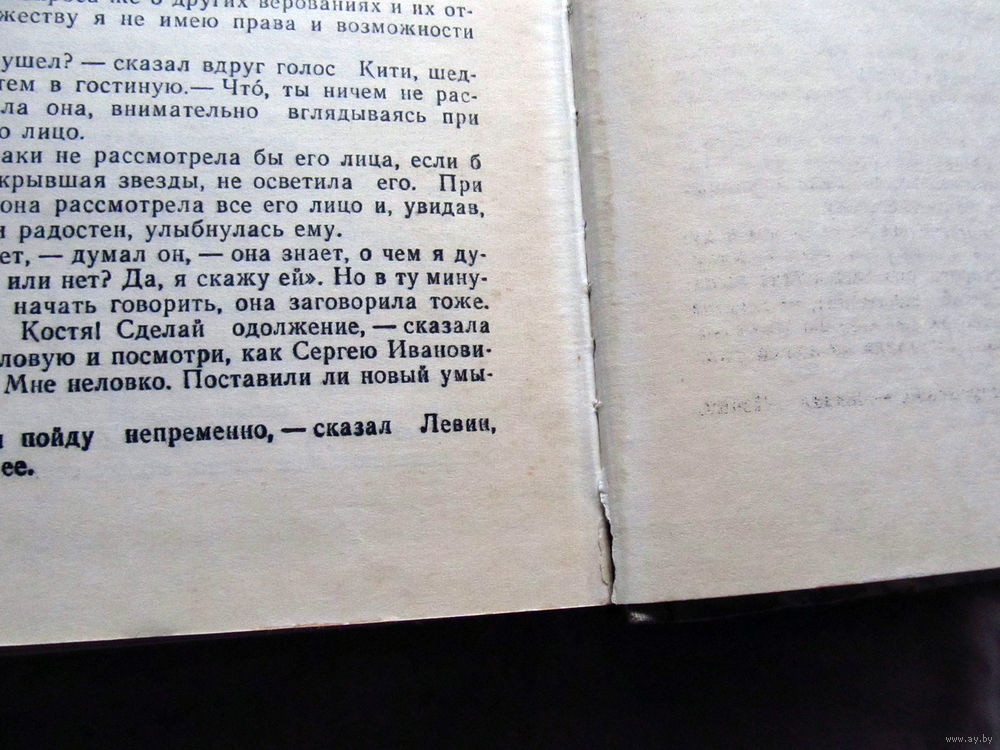 проса же о других верованиях и их от-
жеству я не имею права и возможности
ушел? — сказал вдруг голос Кити, шед-
тем в гостиную.— Что́, ты ничем не рас-
ла она, внимательно вглядываясь при
о лицо.
аки не рассмотрела бы его лица, если б
крывшая звезды, не осветила его. При
она рассмотрела все его лицо и, увидав,
и радостен, улыбнулась ему.
ет, — думал он, — она знает, о чем я ду-
или нет? Да, я скажу ей». Но в ту мину-
начать говорить, она заговорила тоже.
Костя! Сделай одолжение, — сказала
ловую и посмотри, как Сергею Иванови-
Мне неловко. Поставили ли новый умы-
пойду непременно, — сказал Левин,
ее.
www.ay.by